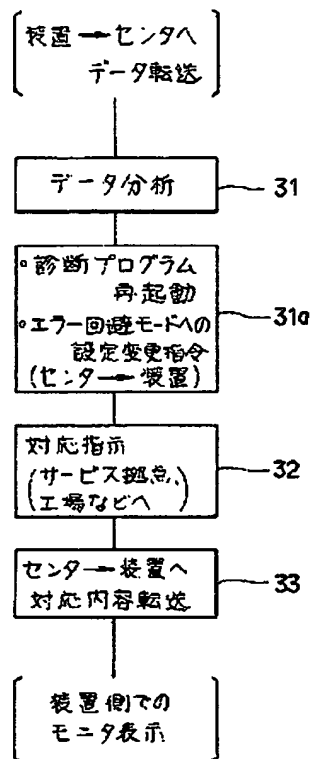 装置→センタへ
データ転送
データ分析
31
・診断プログラム
再起動
・エラー回避モードへの
設定変更指令
(センター→装置)
31a
対応指示
(サービス拠点、
工場などへ)
32
センター→装置へ
対応内容転送
33
装置側での
モニタ表示